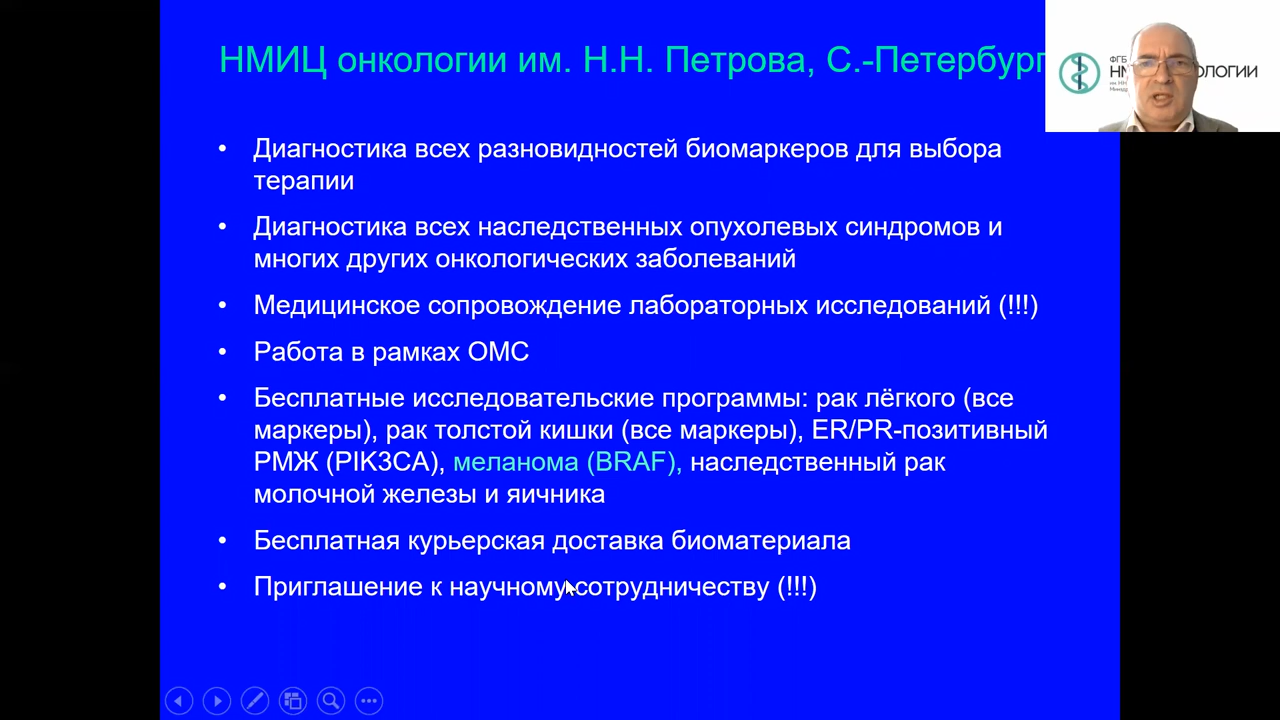 НМИЦ онкологии им. Н.Н. Петрова, С.-Петербург
ФГБ
НМ ОЛОГИИ
• Диагностика всех разновидностей биомаркеров для выбора
терапии
• Диагностика всех наследственных опухолевых синдромов и
многих других онкологических заболеваний
• Медицинское сопровождение лабораторных исследований (!!!)
• Работа в рамках ОМС
• Бесплатные исследовательские программы: рак лёгкого (все
маркеры), рак толстой кишки (все маркеры), ER/PR-позитивный
РМЖ (PIK3CA), меланома (BRAF), наследственный рак
молочной железы и яичника
• Бесплатная курьерская доставка биоматериала
• Приглашение к научному сотрудничеству (!!!)